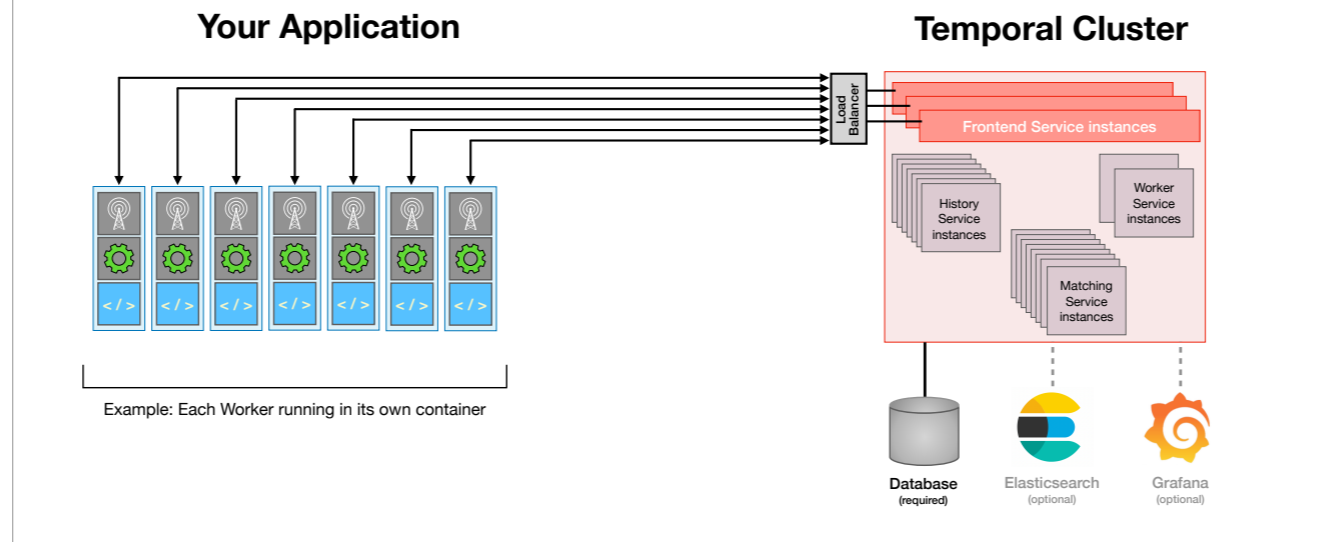 Your Application
Temporal Cluster
Load
Balancer
Frontend Service instances
History
Service
instances
Worker
Service
instances
Matching
Service
instances
</>
</>
</>
</>
</>
</>
</>
Example: Each Worker running in its own container
Database
(required)
Elasticsearch
(optional)
Grafana
(optional)